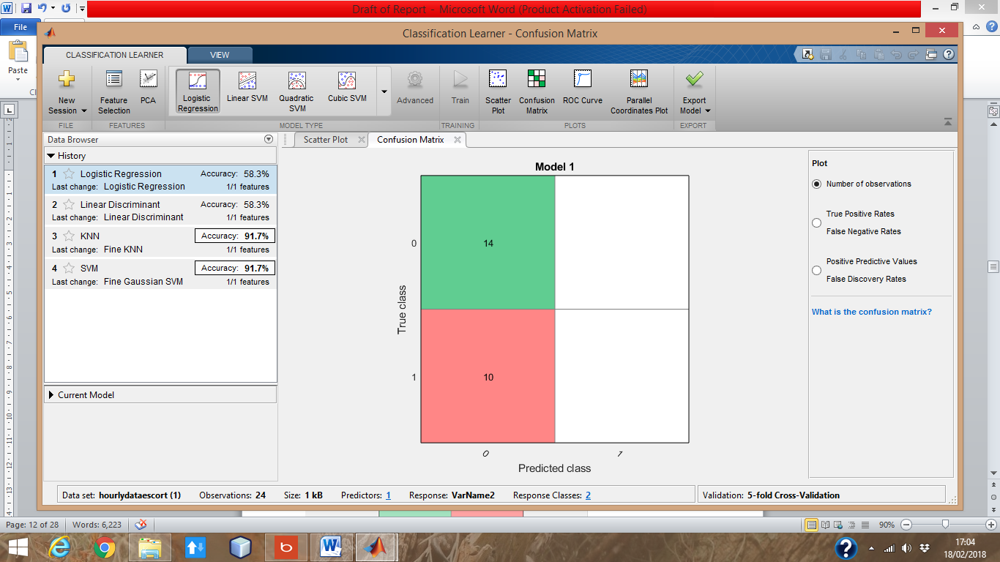 Draft of Report - Microsoft Word (Product Activation Failed)
File
Classification Learner - Confusion Matrix
Paste
CLASSIFICATION LEARNER
VIEW
New
Session
Feature
Selection
PCA
Logistic
Regression
Linear SVM
Quadratic
SVM
Cubic SVM
Advanced
Train
Scatter
Plot
Confusion
Matrix
ROC Curve
Parallel
Coordinates Plot
Export
Model
FILE
FEATURES
MODEL TYPE
TRAINING
PLOTS
EXPORT
Data Browser
Scatter Plot
Confusion Matrix
History
1 Logistic Regression Accuracy: 58.3%
Last change: Logistic Regression 1/1 features
2 Linear Discriminant Accuracy: 58.3%
Last change: Linear Discriminant 1/1 features
3 KNN Accuracy: 91.7%
Last change: Fine KNN 1/1 features
4 SVM Accuracy: 91.7%
Last change: Fine Gaussian SVM 1/1 features
Current Model
Model 1
0
14
1
10
True class
0
1
Predicted class
Plot
Number of observations
True Positive Rates
False Negative Rates
Positive Predictive Values
False Discovery Rates
What is the confusion matrix?
Data set: hourlydataescort (1) Observations: 24 Size: 1 kB Predictors: 1 Response: VarName2 Response Classes: 2
Validation: 5-fold Cross-Validation
Page: 12 of 28 Words: 6,223
90%
17:04
18/02/2018